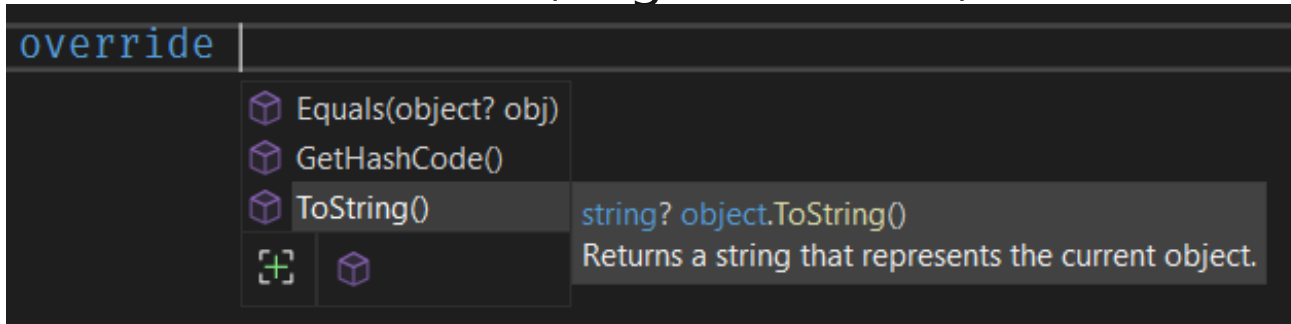 override
Equals(object? obj)
GetHashCode()
ToString()
string? object.ToString()
Returns a string that represents the current object.